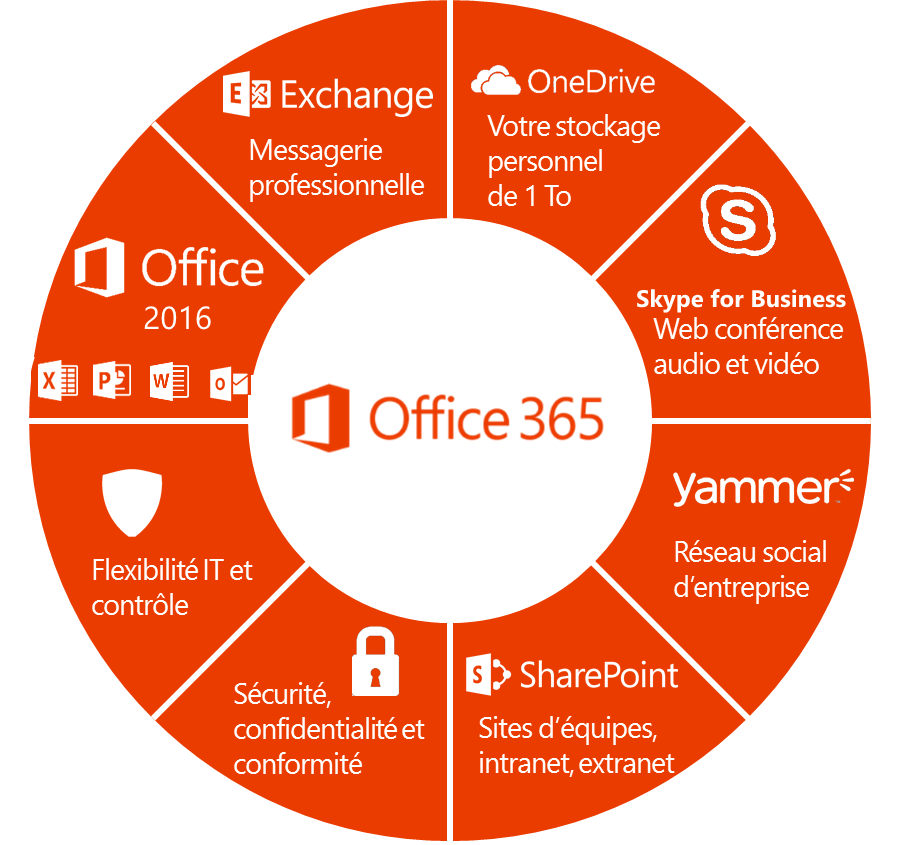 Exchange
Messagerie
professionnelle
OneDrive
Votre stockage
personnel
de 1 To
S
Skype for Business
Web conférence
audio et vidéo
yammer
Réseau social
d'entreprise
S SharePoint
Sites d'équipes,
intranet, extranet
Sécurité,
confidentialité et
conformité
Flexibilité IT et
contrôle
Office
2016
X P W O
Office 365